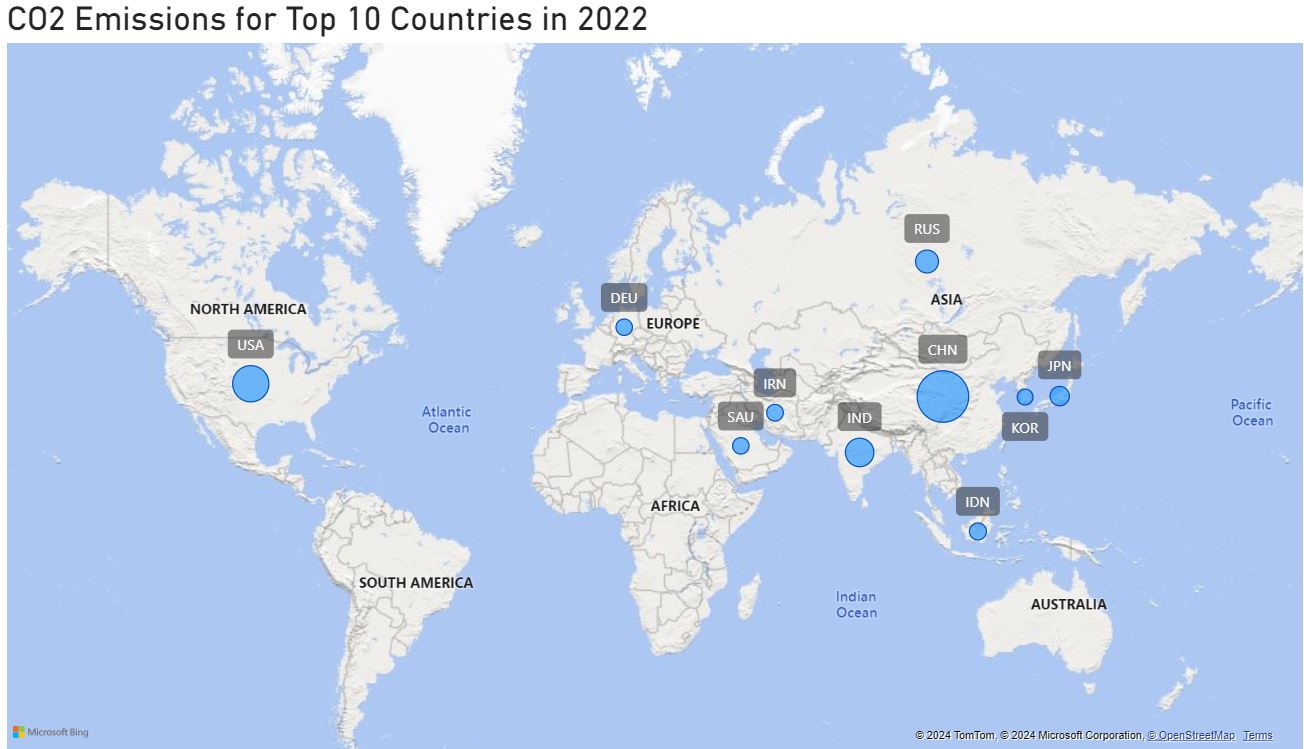 CO2 Emissions for Top 10 Countries in 2022
RUS
DEU
ASIA
NORTH AMERICA
EUROPE
USA
CHN
JPN
IRN
SAU
IND
Atlantic
Ocean
Pacific
Ocean
KOR
IDN
AFRICA
SOUTH AMERICA
Indian
Ocean
AUSTRALIA
Microsoft Bing
© 2024 TomTom, © 2024 Microsoft Corporation, © OpenStreetMap Terms